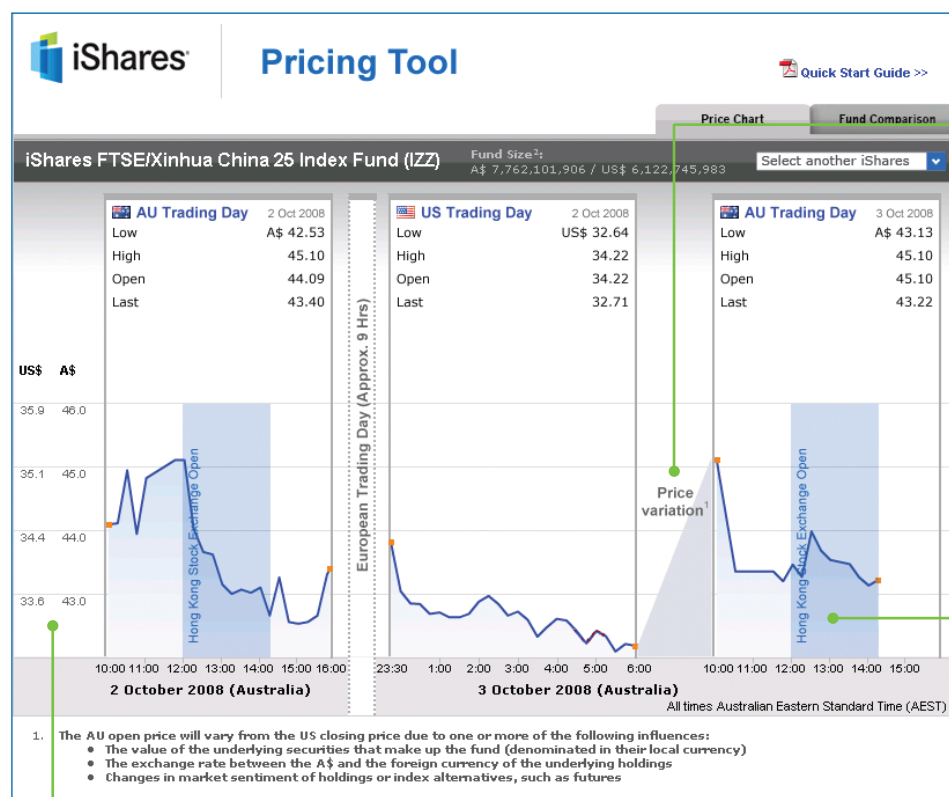 iShares Pricing Tool
Quick Start Guide >>
Price Chart Fund Comparison
iShares FTSE/Xinhua China 25 Index Fund (IZZ)
Fund Size2:
A$ 7,762,101,906 / US$ 6,122,745,983
Select another iShares
AU Trading Day 2 Oct 2008
Low A$ 42.53
High 45.10
Open 44.09
Last 43.40
European Trading Day (Approx. 9 Hrs)
US Trading Day 2 Oct 2008
Low US$ 32.64
High 34.22
Open 34.22
Last 32.71
AU Trading Day 3 Oct 2008
Low A$ 43.13
High 45.10
Open 45.10
Last 43.22
US$ A$
35.9 46.0
35.1 45.0
34.4 44.0
33.6 43.0
Hong Kong Stock Exchange Open
Price
variation1
Hong Kong Stock Exchange Open
10:00 11:00 12:00 13:00 14:00 15:00 16:00
23:30 1:00 2:00 3:00 4:00 5:00 6:00
10:00 11:00 12:00 13:00 14:00 15:00
2 October 2008 (Australia)
3 October 2008 (Australia)
All times Australian Eastern Standard Time (AEST)
1. The AU open price will vary from the US closing price due to one or more of the following influences:
• The value of the underlying securities that make up the fund (denominated in their local currency)
• The exchange rate between the A$ and the foreign currency of the underlying holdings
• Changes in market sentiment of holdings or index alternatives, such as futures